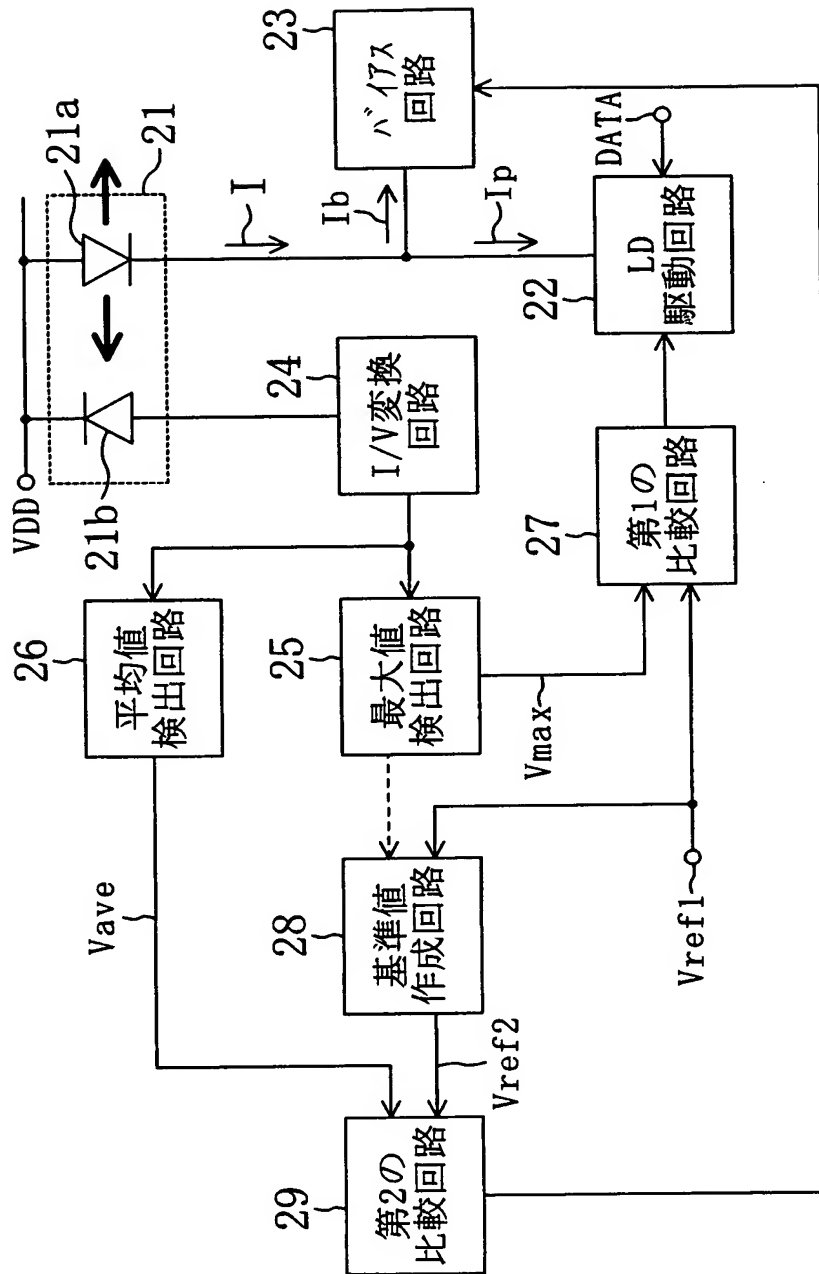 VDD
21b
21a
21
I
26
平均値
検出回路
24
I/V変換
回路
23
バイアス
回路
Ib
Ip
Vave
25
最大値
検出回路
22
LD
駆動回路
DATA
28
基準値
作成回路
Vmax
27
第1の
比較回路
29
第2の
比較回路
Vref2
Vref1